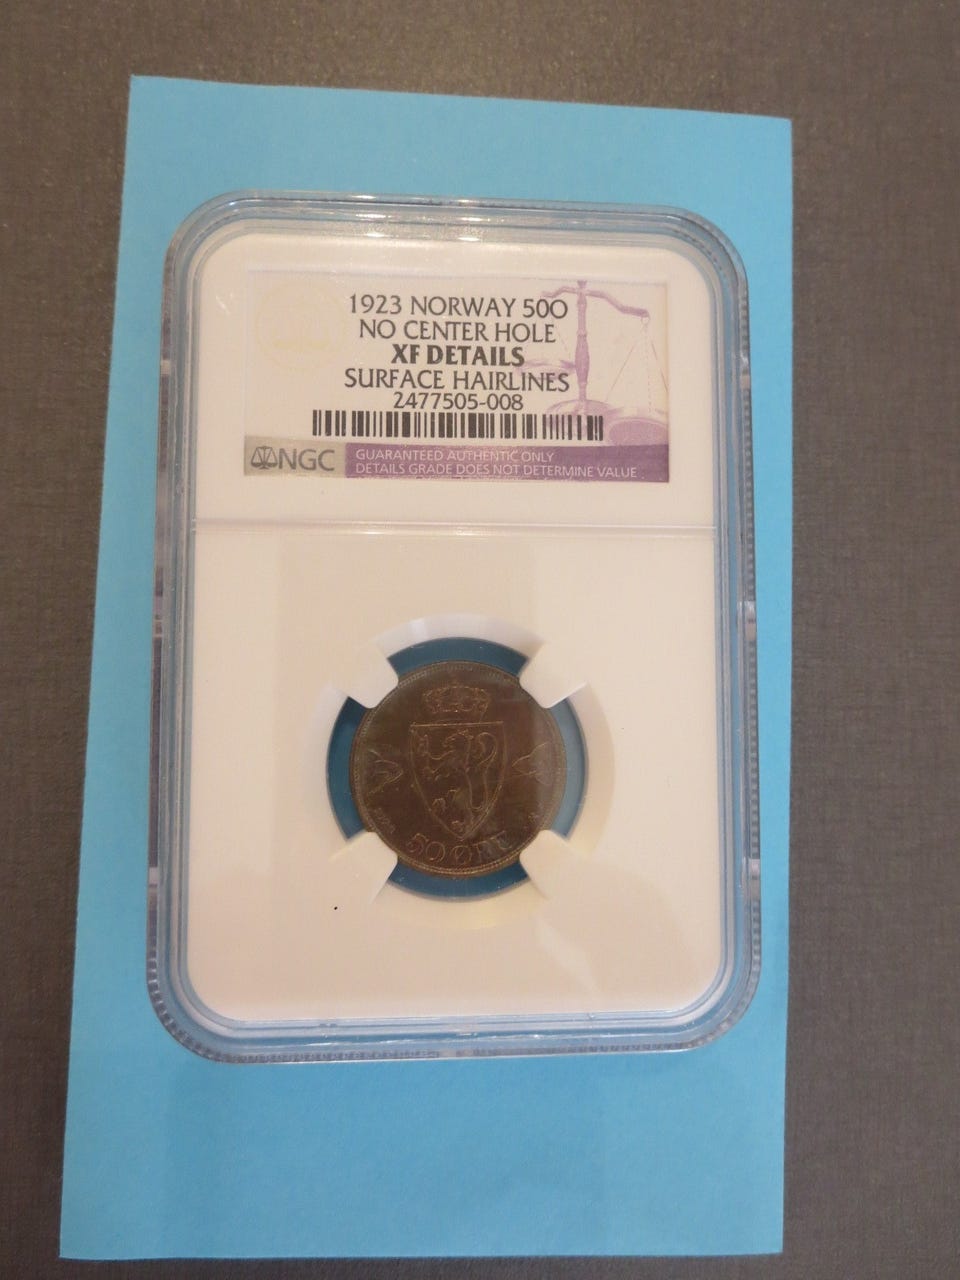 1923 NORWAY 50O
NO CENTER HOLE
XF DETAILS
SURFACE HAIRLINES
2477505-008
NGC
GUARANTEED AUTHENTIC ONLY
DETAILS GRADE DOES NOT DETERMINE VALUE
50 ØRE